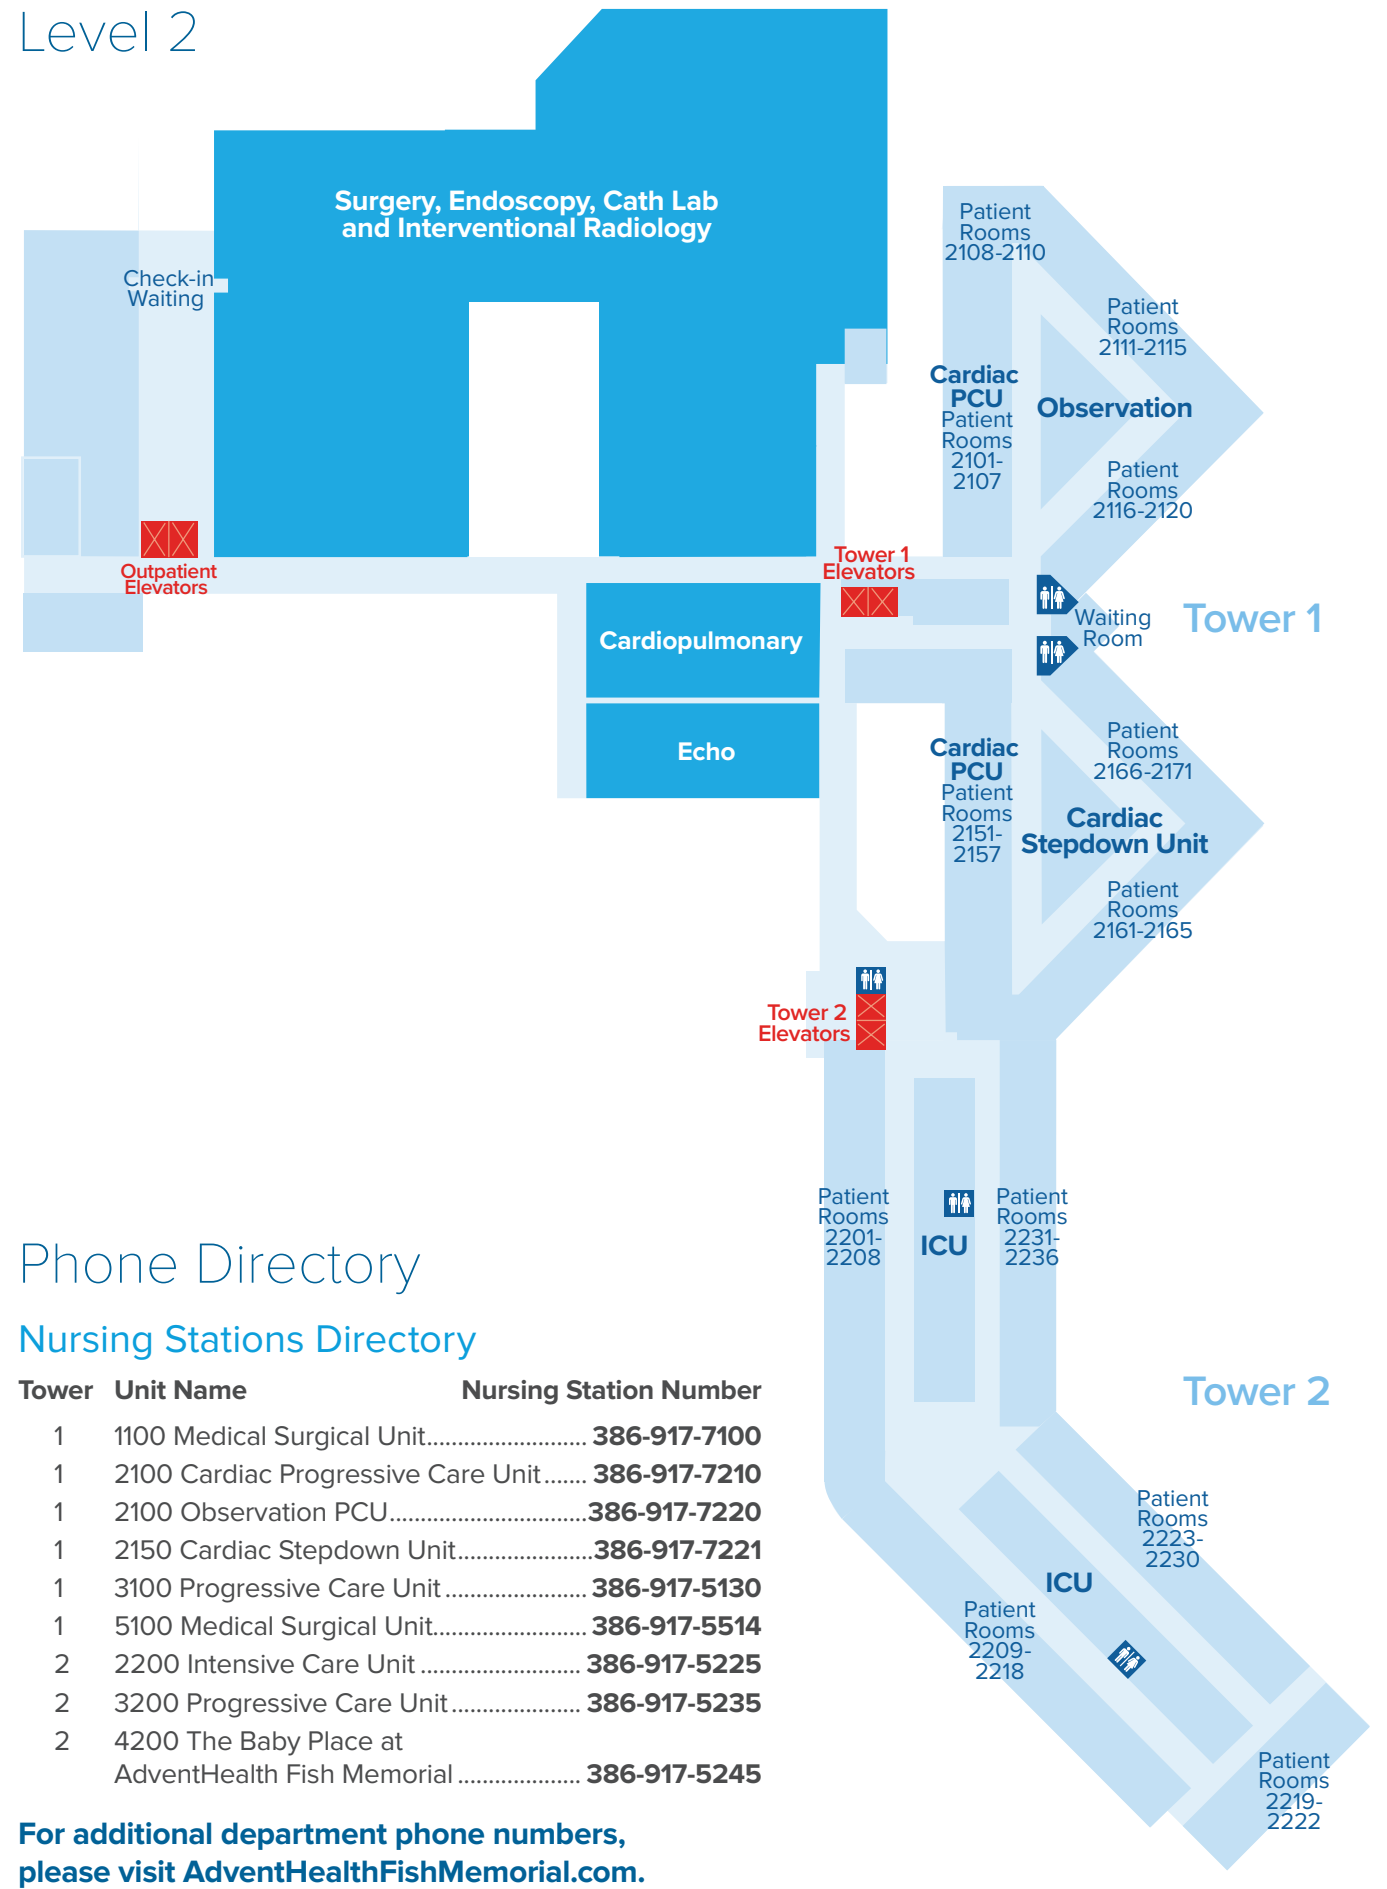 Level 2
Surgery, Endoscopy, Cath Lab
and Interventional Radiology
Check-in
Waiting
Patient
Rooms
2108-2110
Patient
Rooms
2111-2115
Cardiac
PCU
Patient
Rooms
2101-
2107
Observation
Patient
Rooms
2116-2120
Outpatient
Elevators
Tower 1
Elevators
Cardiopulmonary
Waiting
Room
Tower 1
Echo
Cardiac
PCU
Patient
Rooms
2151-
2157
Patient
Rooms
2166-2171
Cardiac
Stepdown Unit
Patient
Rooms
2161-2165
Tower 2
Elevators
Patient
Rooms
2201-
2208
ICU
Patient
Rooms
2231-
2236
Tower 2
Patient
Rooms
2223-
2230
ICU
Patient
Rooms
2209-
2218
Patient
Rooms
2219-
2222
Phone Directory
Nursing Stations Directory
Tower Unit Name Nursing Station Number
1 1100 Medical Surgical Unit.......................... 386-917-7100
1 2100 Cardiac Progressive Care Unit....... 386-917-7210
1 2100 Observation PCU................................386-917-7220
1 2150 Cardiac Stepdown Unit......................386-917-7221
1 3100 Progressive Care Unit....................... 386-917-5130
1 5100 Medical Surgical Unit......................... 386-917-5514
2 2200 Intensive Care Unit.......................... 386-917-5225
2 3200 Progressive Care Unit..................... 386-917-5235
2 4200 The Baby Place at
AdventHealth Fish Memorial.................... 386-917-5245
For additional department phone numbers,
please visit AdventHealthFishMemorial.com.